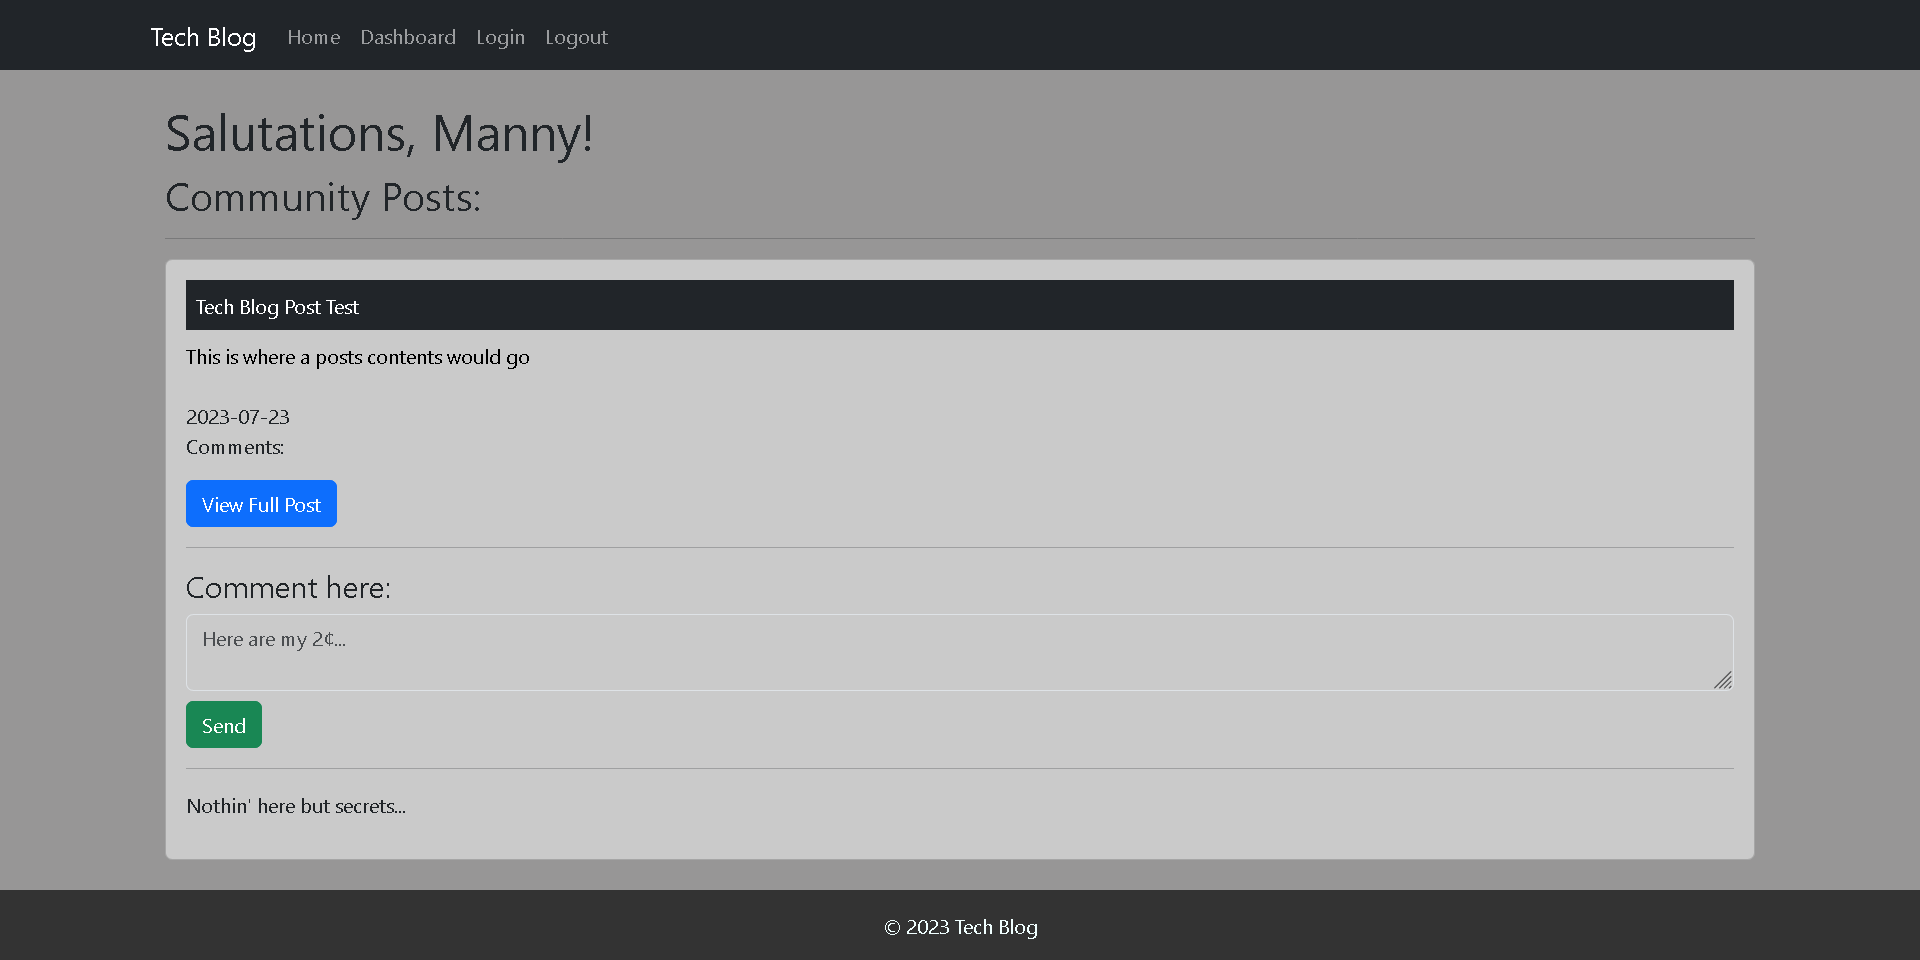 Tech Blog Home Dashboard Login Logout
Salutations, Manny!
Community Posts:
Tech Blog Post Test
This is where a posts contents would go
2023-07-23
Comments:
View Full Post
Comment here:
Here are my 2¢...
Send
Nothin' here but secrets...
© 2023 Tech Blog